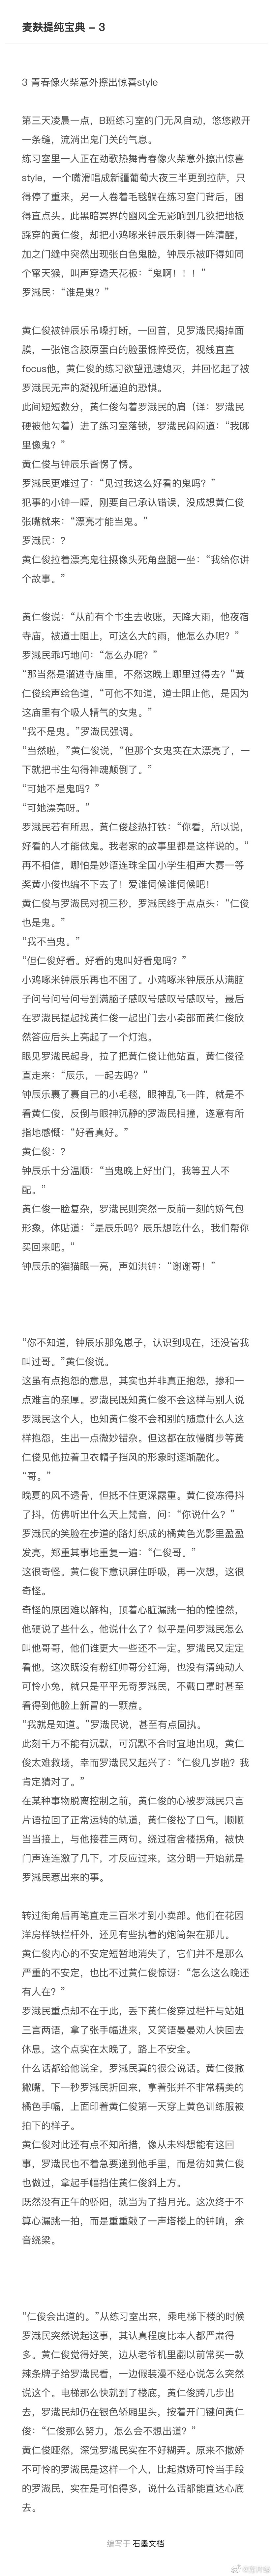 麦麸提纯宝典 – 3
3 青春像火柴意外擦出惊喜style
第三天凌晨一点，B班练习室的门无风自动，悠悠敞开
一条缝，流淌出鬼门关的气息。
练习室里一人正在劲歌热舞青春像火柴意外擦出惊喜
style，一个嘴滑唱成新疆葡萄大夜三半更到拉萨，只
得停了重来，另一人卷着毛毯躺在练习室门背后，困
得直点头。此黑暗冥界的幽风全无影响到几欲把地板
踩穿的黄仁俊，却把小鸡啄米钟辰乐刺得一阵清醒，
加之门缝中突然出现张白色鬼脸，钟辰乐被吓得如同
个窜天猴，叫声穿透天花板：“鬼啊！！！”
罗渽民：“谁是鬼？”
黄仁俊被钟辰乐吊嗓打断，一回首，见罗渽民揭掉面
膜，一张饱含胶原蛋白的脸蛋憔悴受伤，视线直直
focus他，黄仁俊的练习欲望迅速熄灭，并回忆起了被
罗渽民无声的凝视所逼迫的恐惧。
此间短短数分，黄仁俊勾着罗渽民的肩（译：罗渽民
硬被他勾着）进了练习室落锁，罗渽民闷闷道：“我哪
里像鬼？”
黄仁俊与钟辰乐皆愣了愣。
罗渽民更难过了：“见过我这么好看的鬼吗？”
犯事的小钟一噎，刚要自己承认错误，没成想黄仁俊
张嘴就来：“漂亮才能当鬼。”
罗渽民：？
黄仁俊拉着漂亮鬼往摄像头死角盘腿一坐：“我给你讲
个故事。”
黄仁俊说：“从前有个书生去收账，天降大雨，他夜宿
寺庙，被道士阻止，可这么大的雨，他怎么办呢？”
罗渽民乖巧地问：“怎么办呢？”
“那当然是溜进寺庙里，不然这晚上哪里过得去？”黄
仁俊绘声绘色道，“可他不知道，道士阻止他，是因为
这庙里有个吸人精气的女鬼。”
“我不是鬼。”罗渽民强调。
“当然啦，”黄仁俊说，“但那个女鬼实在太漂亮了，一
下就把书生勾得神魂颠倒了。”
“可她不是鬼吗？”
“可她漂亮呀。”
罗渽民若有所思。黄仁俊趁热打铁：“你看，所以说，
好看的人才能做鬼。我老家的故事里都是这样说的。”
再不相信，哪怕是妙语连珠全国小学生相声大赛一等
奖黄小俊也编不下去了！爱谁伺候谁伺候吧！
黄仁俊与罗渽民对视三秒，罗渽民终于点点头：“仁俊
也是鬼。”
“我不当鬼。”
“但仁俊好看。好看的鬼叫好看鬼吗？”
小鸡啄米钟辰乐再也不困了。小鸡啄米钟辰乐从满脑
子问号问号问号到满脑子感叹号感叹号感叹号，最后
在罗渽民提起找黄仁俊一起出门去小卖部而黄仁俊欣
然答应后头上亮起了一个灯泡。
眼见罗渽民起身，拉了把黄仁俊让他站直，黄仁俊径
直走来：“辰乐，一起去吗？”
钟辰乐裹了裹自己的小毛毯，眼神乱飞一阵，就是不
看黄仁俊，反倒与眼神沉静的罗渽民相撞，遂意有所
指地感慨：“好看真好。”
黄仁俊：？
钟辰乐十分温顺：“当鬼晚上好出门，我等丑人不
配。”
黄仁俊一脸复杂，罗渽民则突然一反前一刻的娇气包
形象，体贴道：“是辰乐吗？辰乐想吃什么，我们帮你
买回来吧。”
钟辰乐的猫猫眼一亮，声如洪钟：“谢谢哥！”
“你不知道，钟辰乐那兔崽子，认识到现在，还没管我
叫过哥。”黄仁俊说。
这虽有点抱怨的意思，其实也并非真正抱怨，掺和一
点难言的亲厚。罗渽民既知黄仁俊不会这样与别人说
罗渽民这个人，也知黄仁俊不会和别的随意什么人这
样抱怨，生出一点微妙错杂。但这都在放慢脚步等黄
仁俊见他拉着卫衣帽子挡风的形象时逐渐融化。
“哥。”
晚夏的风不透骨，但抵不住更深露重。黄仁俊冻得抖
了抖，仿佛听出什么天上梵音，问：“你说什么？”
罗渽民的笑脸在步道的路灯织成的橘黄色光影里盈盈
发亮，郑重其事地重复一遍：“仁俊哥。”
这很奇怪。黄仁俊下意识屏住呼吸，再一次想，这很
奇怪。
奇怪的原因难以解构，顶着心脏漏跳一拍的惶惶然，
他硬说了些什么。他说什么了？似乎是问罗渽民怎么
叫他哥哥，他们谁更大一些还不一定。罗渽民又定定
看他，这次既没有粉红帅哥分红海，也没有清纯动人
可怜小兔，就只是平平无奇罗渽民，不戴口罩时甚至
看得到他脸上新冒的一颗痘。
“我就是知道。”罗渽民说，甚至有点固执。
此刻千万不能有沉默，可沉默不合时宜地出现，黄仁
俊太难救场，幸而罗渽民又起兴了：“仁俊几岁啦？我
肯定猜对了。”
在某种事物脱离控制之前，黄仁俊的心被罗渽民只言
片语拉回了正常运转的轨道，黄仁俊松了口气，顺顺
当当接上，与他接茬三两句。绕过宿舍楼拐角，被快
门声连连激了几下，才反应过来，这分明一开始就是
罗渽民惹出来的事。
转过街角后再笔直走三百米才到小卖部。他们在花园
洋房样铁栏杆外，还见有些执着的炮筒架在那儿。
黄仁俊内心的不安定短暂地消失了，它们并不是那么
严重的不安定，也比不过黄仁俊惊讶：“怎么这么晚还
有人在？”
罗渽民重点却不在于此，丢下黄仁俊穿过栏杆与站姐
三言两语，拿了张手幅进来，又笑语晏晏劝人快回去
休息，这个点实在太晚了，路上不安全。
什么话都给他说全，罗渽民真的很会说话。黄仁俊撇
撇嘴，下一秒罗渽民折回来，拿着张并不非常精美的
橘色手幅，上面印着黄仁俊第一天穿上黄色训练服被
拍下的样子。
黄仁俊对此还有点不知所措，像从未料想能有这回
事，罗渽民也不着急要递到他手里，而是彷如黄仁俊
也做过，拿起手幅挡住黄仁俊斜上方。
既然没有正午的骄阳，就当为了挡月光。这次终于不
算心漏跳一拍，而是重重敲了一声塔楼上的钟响，余
音绕梁。
“仁俊会出道的。”从练习室出来，乘电梯下楼的时候
罗渽民突然说起这事，其认真程度比本人都严肃得
多。黄仁俊觉得好笑，边从老爷机里翻以前常买一款
辣条牌子给罗渽民看，一边假装漫不经心说怎么突然
说这个。电梯那么快就到了楼底，黄仁俊跨几步出
去，罗渽民却仍在银色轿厢里头，按着开门键问黄仁
俊：“仁俊那么努力，怎么会不想出道？”
黄仁俊哑然，深觉罗渽民实在不好糊弄。原来不撒娇
不可怜的罗渽民是这样一个人，比起撒娇可怜当手段
的罗渽民，实在是可怕得多，说什么话都能直达心底
去。
编写于 石墨文档